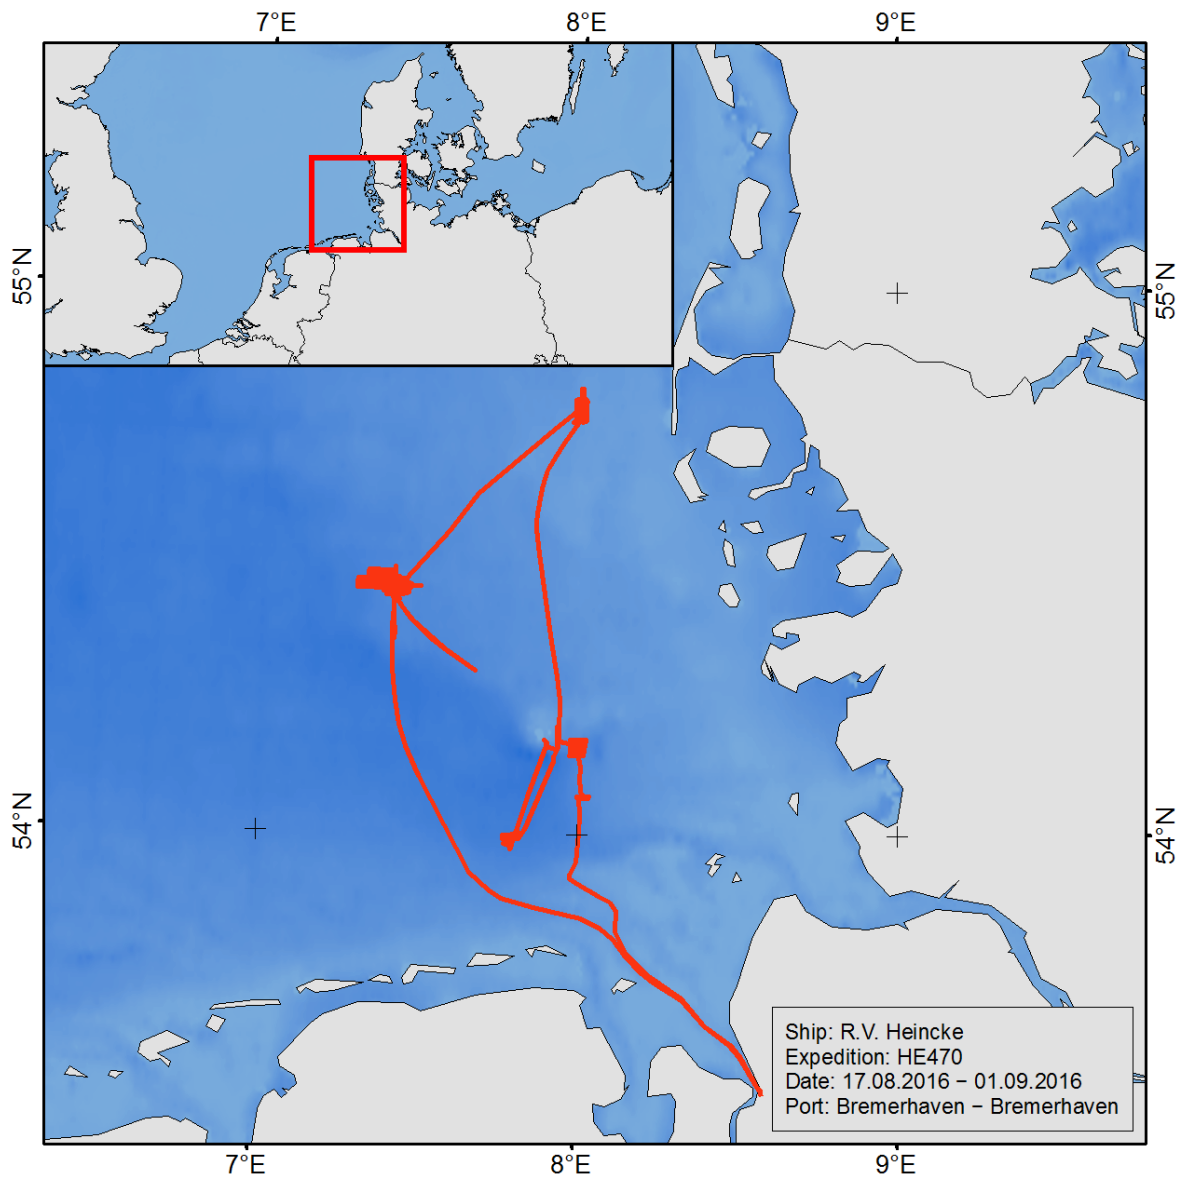 7°E 8°E 9°E
55°N 55°N
54°N 54°N
Ship: R.V. Heincke
Expedition: HE470
Date: 17.08.2016 − 01.09.2016
Port: Bremerhaven − Bremerhaven
7°E 8°E 9°E